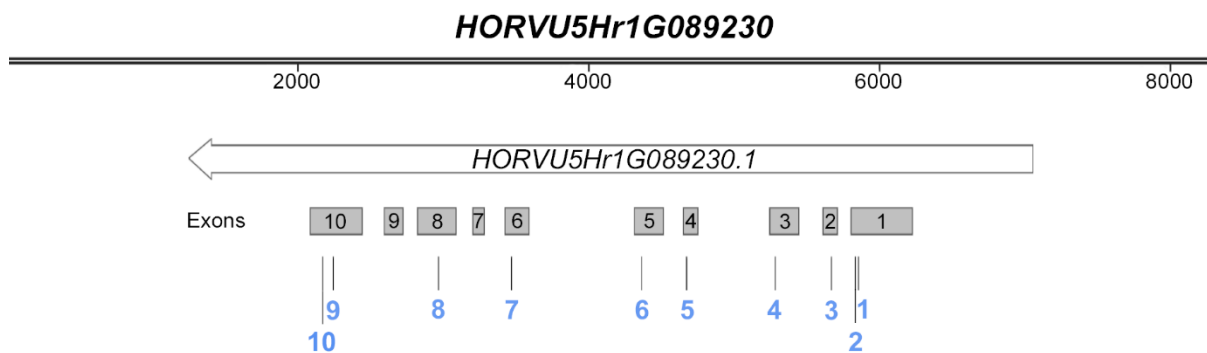 HORVU5Hr1G089230
2000 4000 6000 8000
HORVU5Hr1G089230.1
Exons 10 9 8 7 6 5 4 3 2 1
9 8 7 6 5 4 3 1
10 2